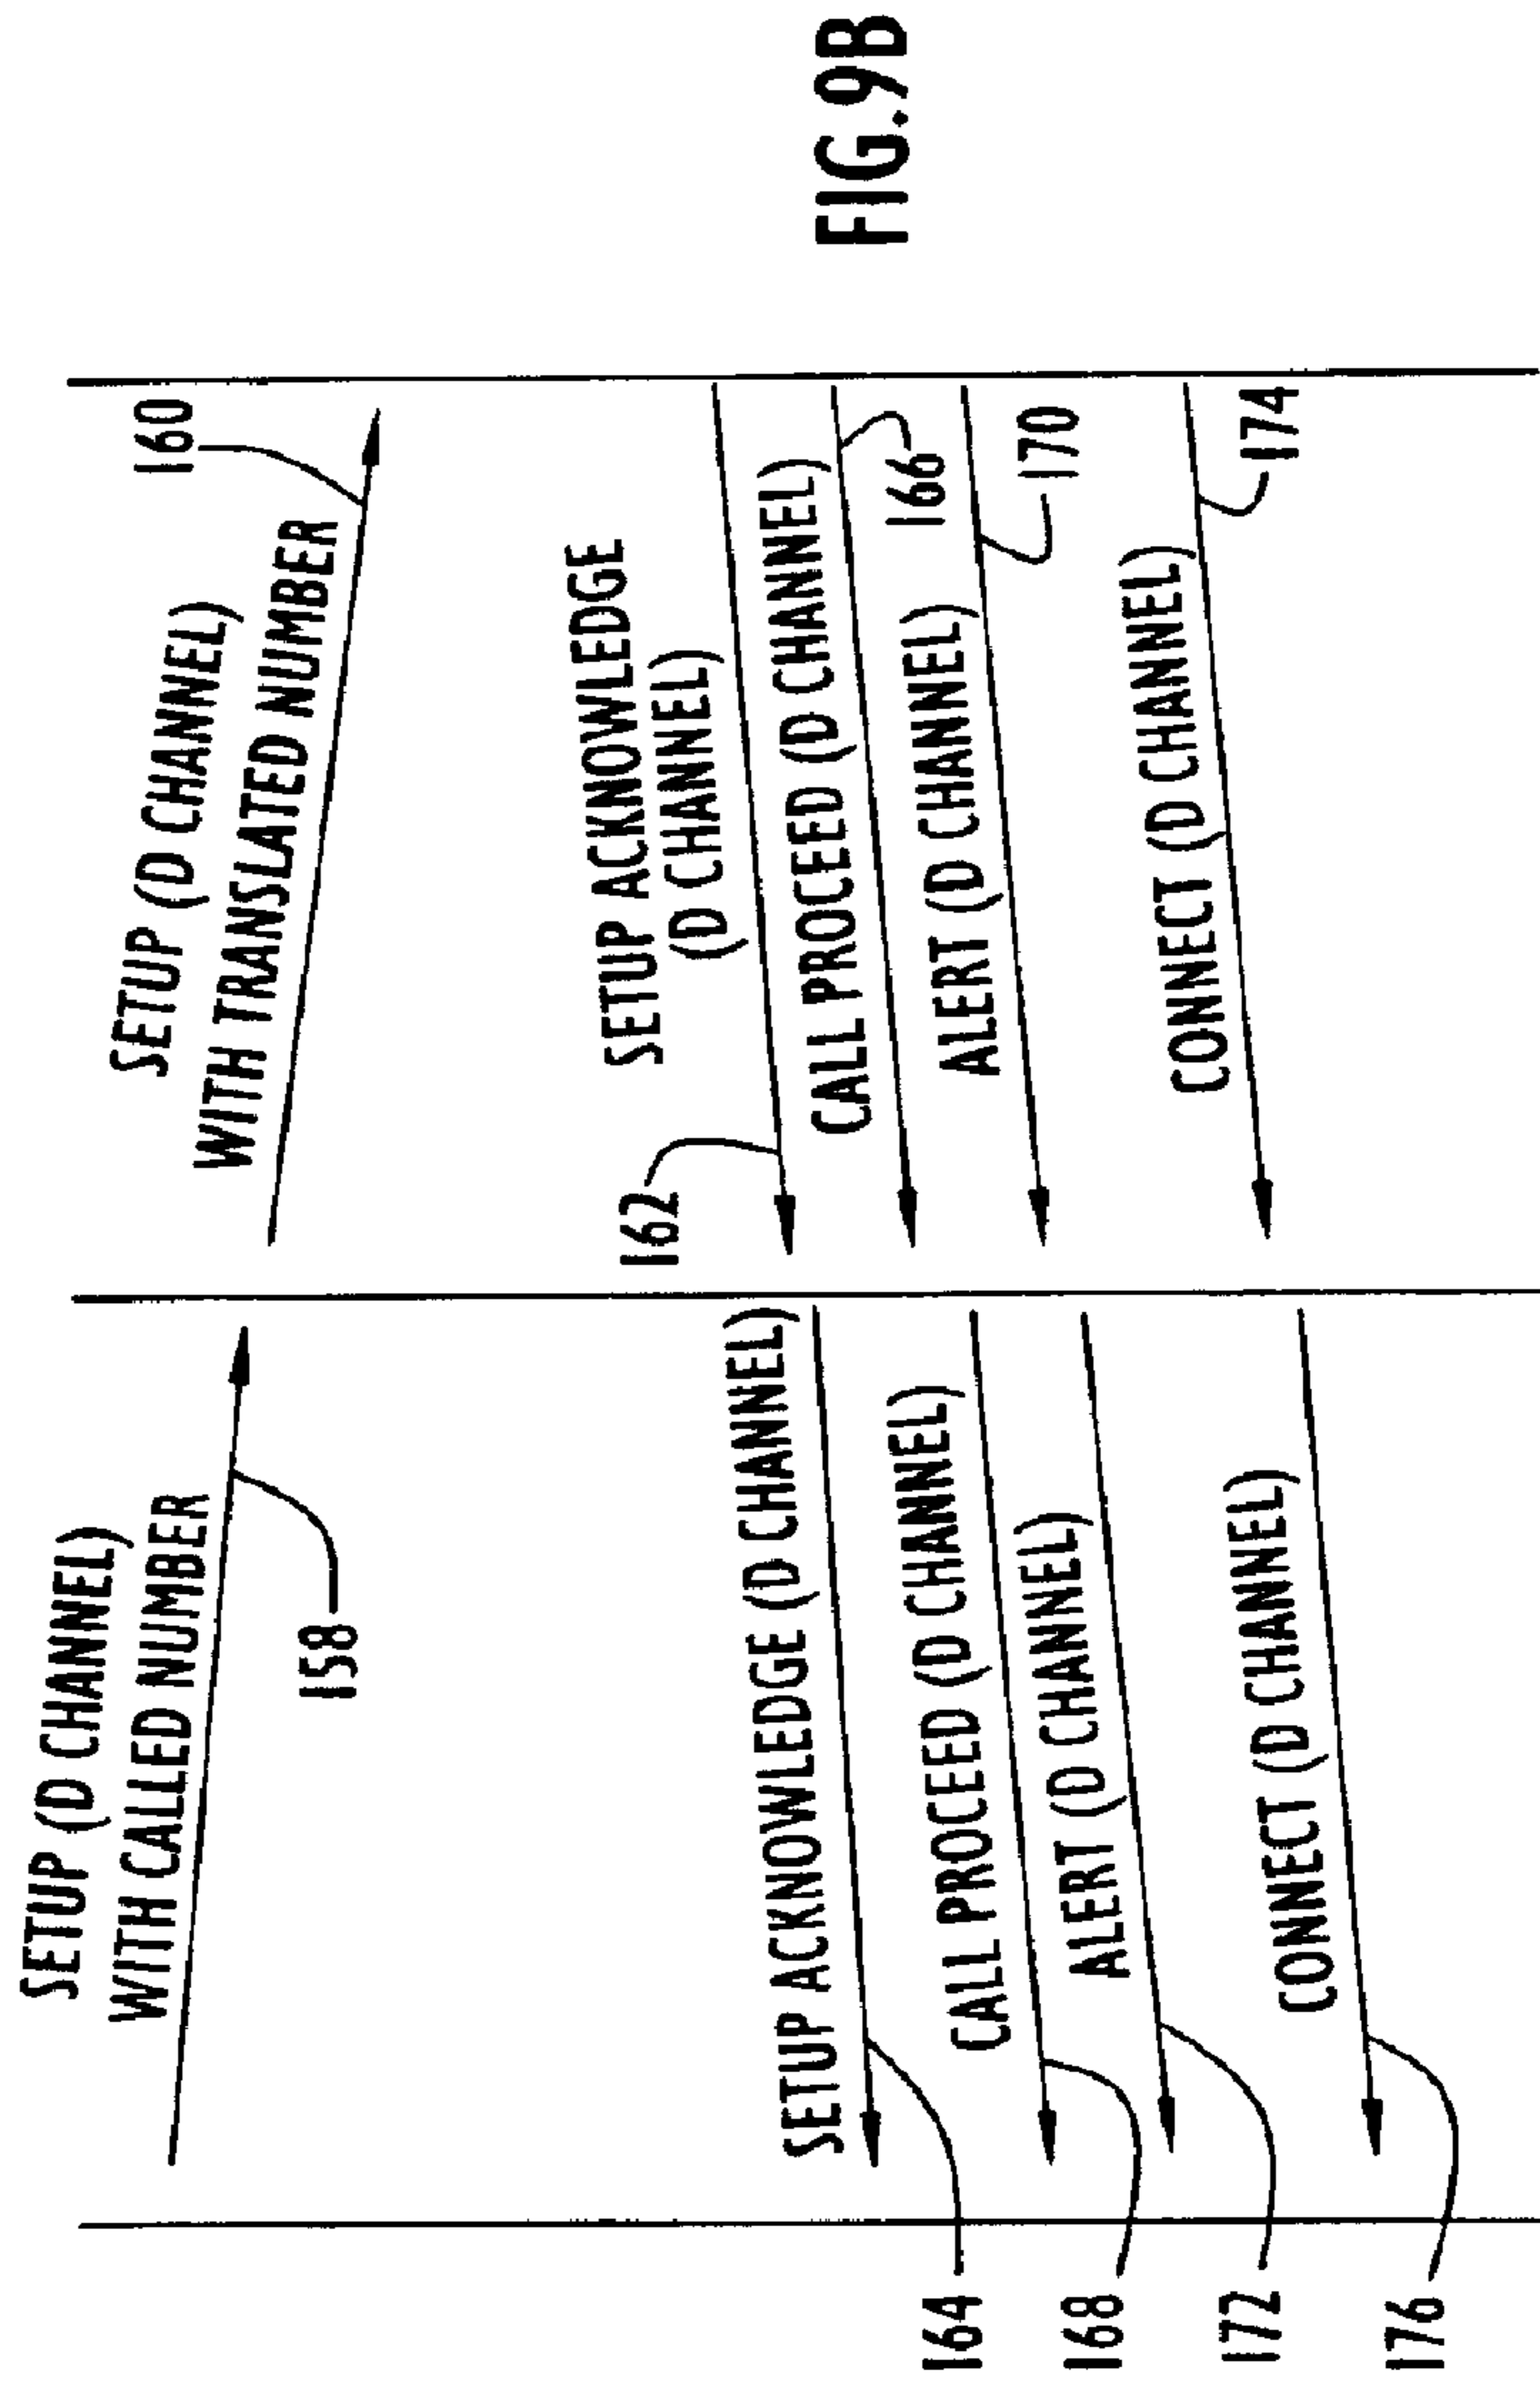 SETUP (D CHANNEL)
WITH CALLED NUMBER
158
SETUP (D CHANNEL)
WITH TRANSLATED NUMBER
160
SETUP ACKNOWLEDGE
(D CHANNEL)
162
SETUP ACKNOWLEDGE (D CHANNEL)
164
CALL PROCEED (D CHANNEL)
166
CALL PROCEED (D CHANNEL)
168
ALERT (D CHANNEL)
170
ALERT (D CHANNEL)
172
CONNECT (D CHANNEL)
174
CONNECT (D CHANNEL)
176
FIG.9B